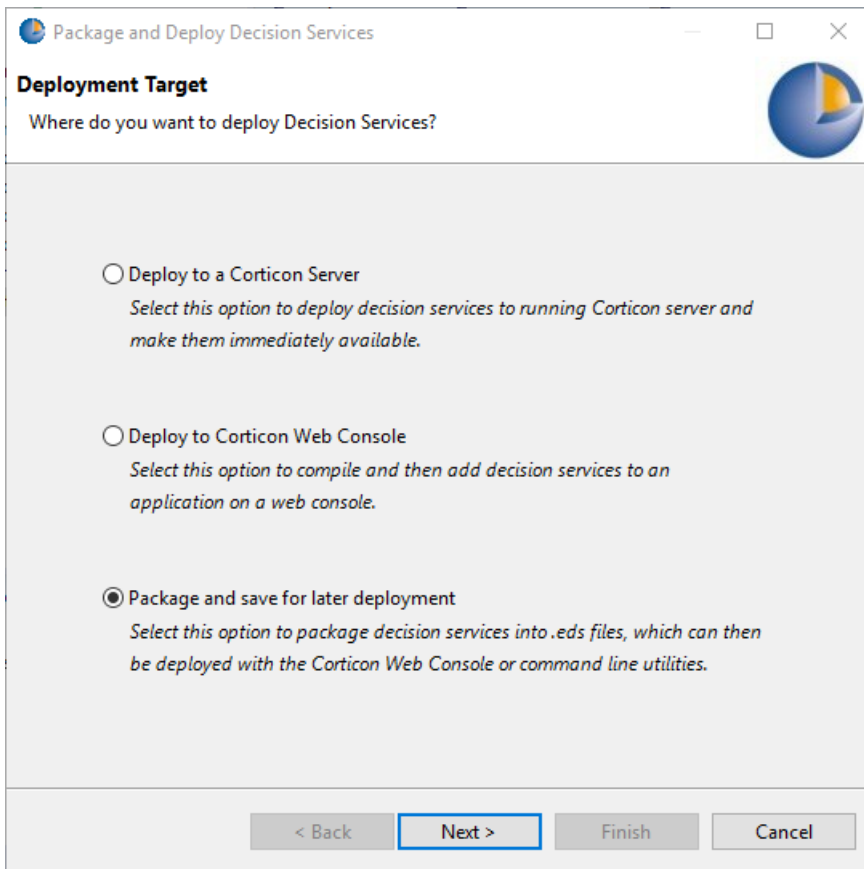 Package and Deploy Decision Services
Deployment Target
Where do you want to deploy Decision Services?
Deploy to a Corticon Server
Select this option to deploy decision services to running Corticon server and
make them immediately available.
Deploy to Corticon Web Console
Select this option to compile and then add decision services to an
application on a web console.
Package and save for later deployment
Select this option to package decision services into .eds files, which can then
be deployed with the Corticon Web Console or command line utilities.
< Back Next > Finish Cancel